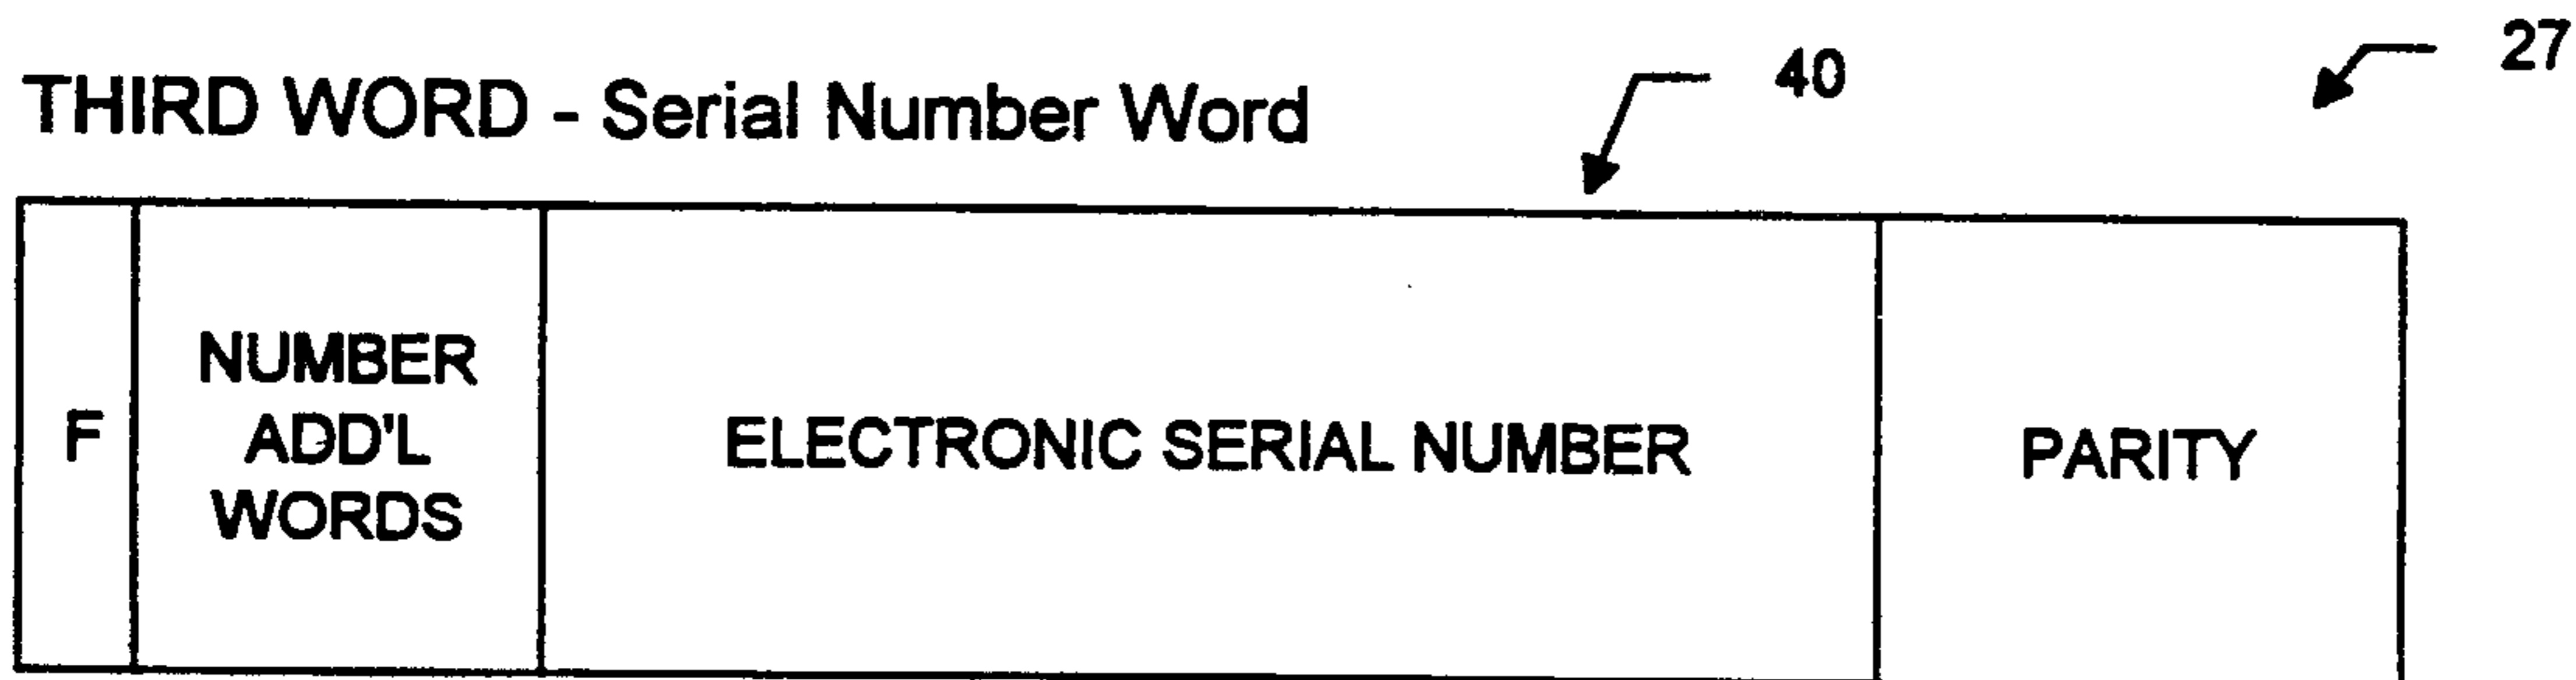 27
40
THIRD WORD - Serial Number Word
F
NUMBER
ADD'L
WORDS
ELECTRONIC SERIAL NUMBER
PARITY